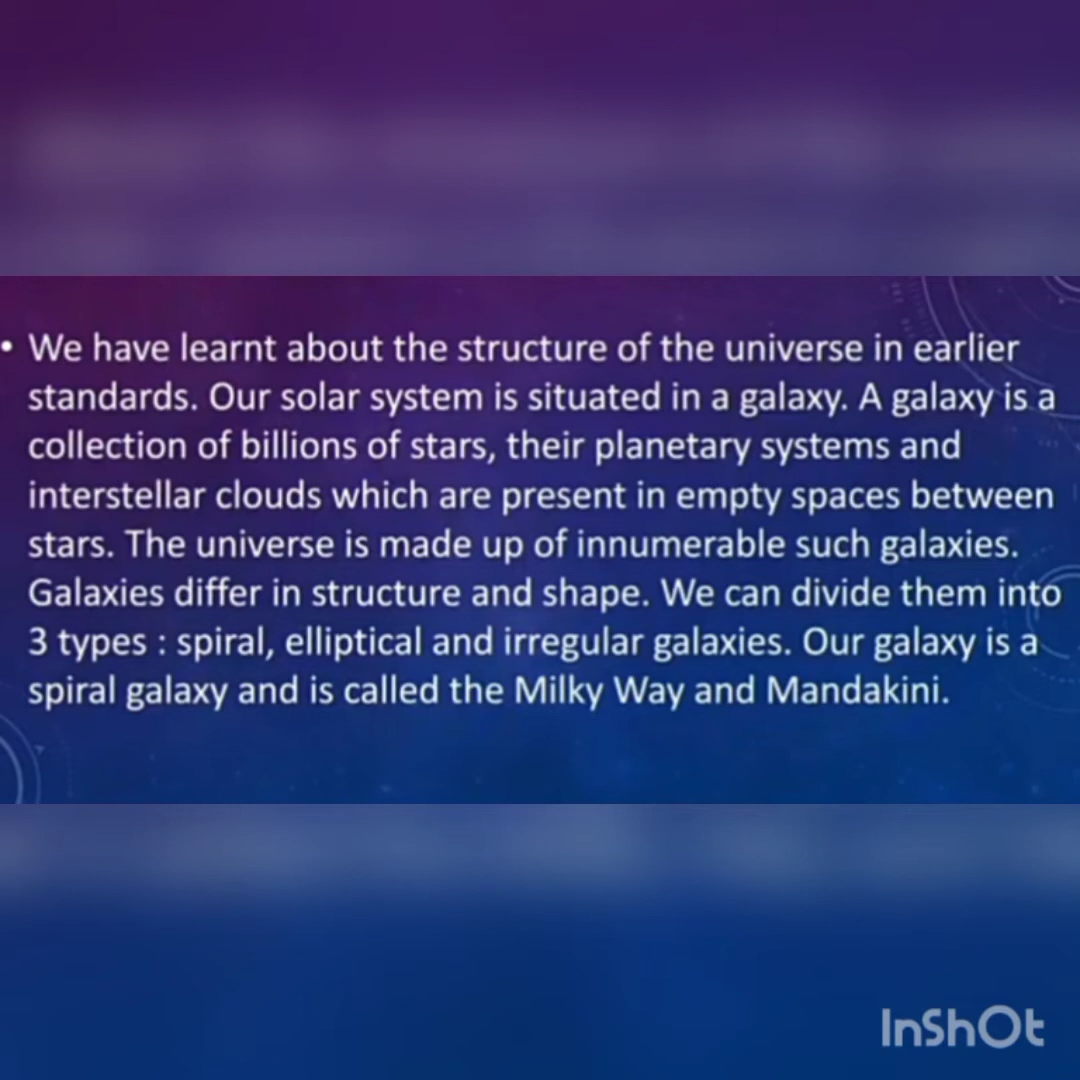 • We have learnt about the structure of the universe in earlier
standards. Our solar system is situated in a galaxy. A galaxy is a
collection of billions of stars, their planetary systems and
interstellar clouds which are present in empty spaces between
stars. The universe is made up of innumerable such galaxies.
Galaxies differ in structure and shape. We can divide them into
3 types : spiral, elliptical and irregular galaxies. Our galaxy is a
spiral galaxy and is called the Milky Way and Mandakini.
InShOt